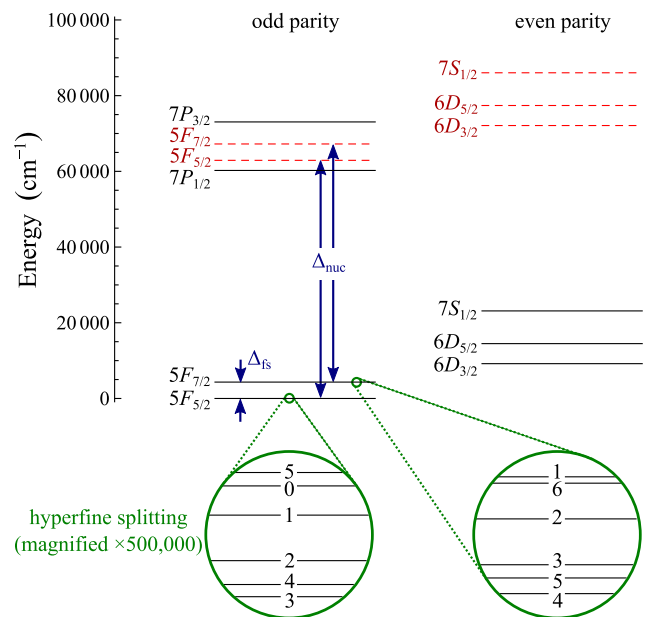 odd parity
even parity
Energy (cm⁻¹)
100 000
80 000
60 000
40 000
20 000
0
7P₃/₂
5F₇/₂
5F₅/₂
7P₁/₂
Δnuc
Δfs
5F₇/₂
5F₅/₂
7S₁/₂
6D₅/₂
6D₃/₂
7S₁/₂
6D₅/₂
6D₃/₂
hyperfine splitting
(magnified ×500,000)
5
0
1
2
4
3
1
6
2
3
5
4